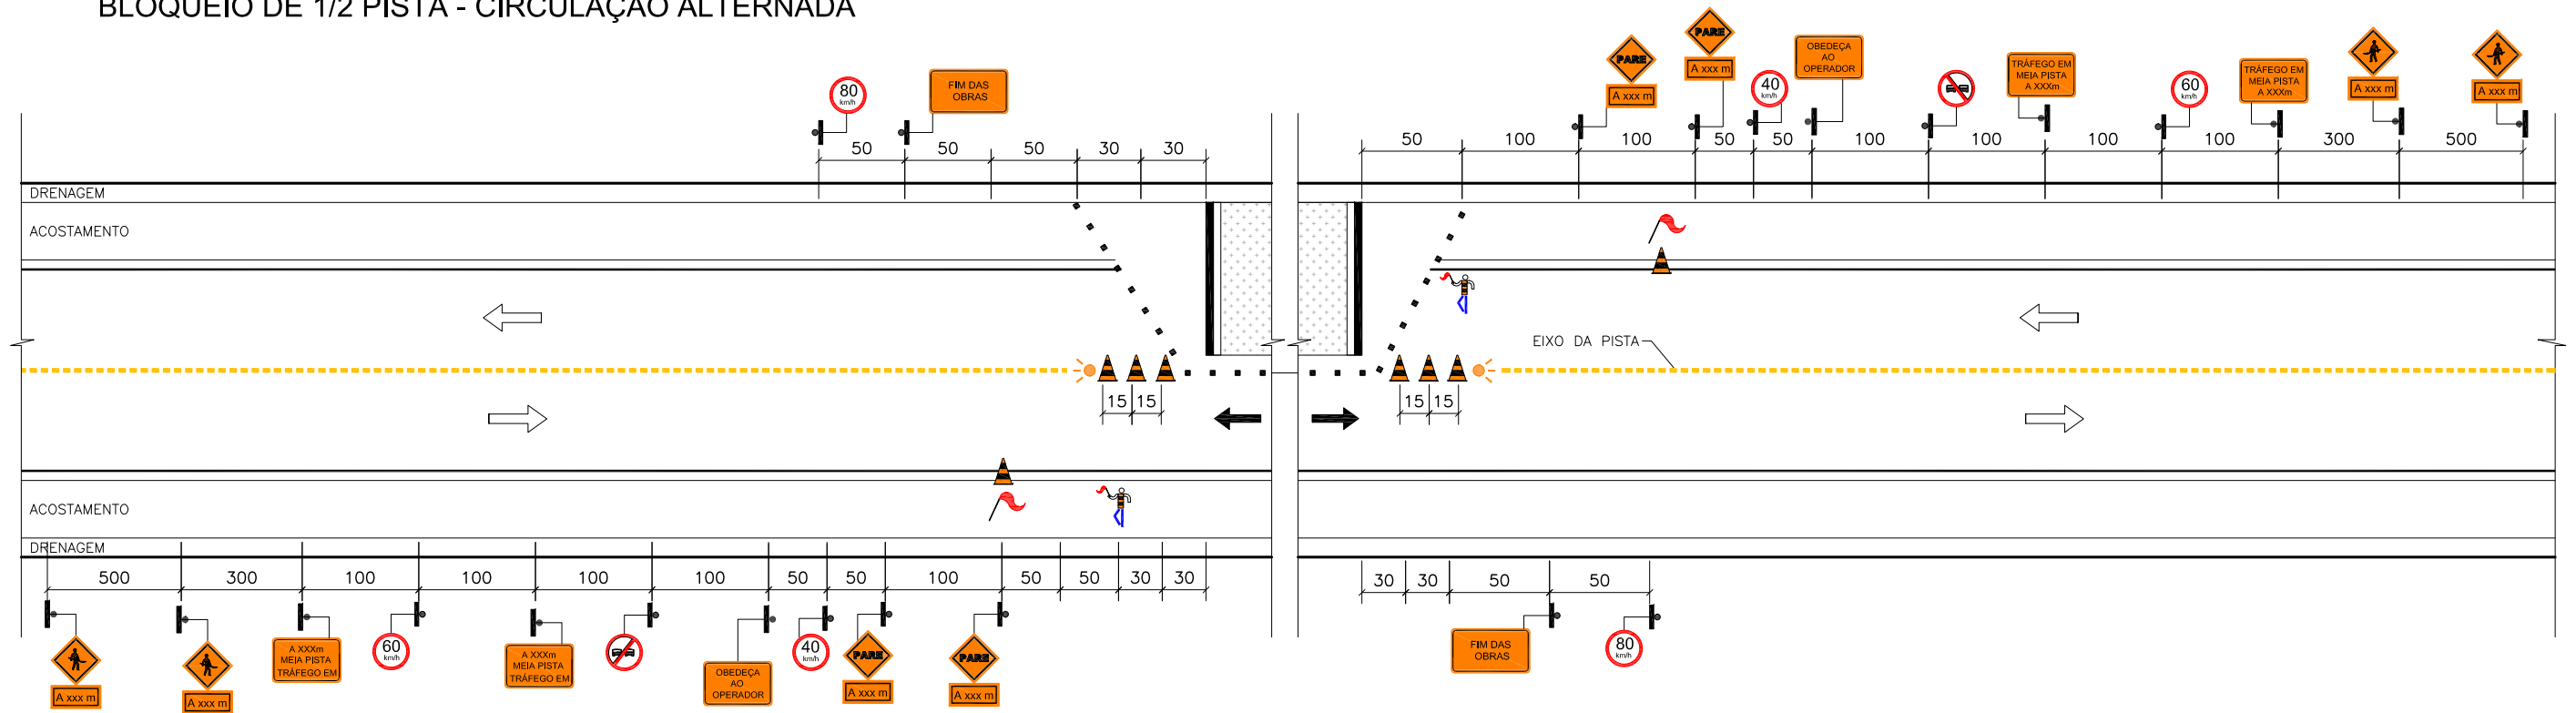 BLOQUEIO DE 1/2 PISTA - CIRCULAÇÃO ALTERNADA
80
km/h
FIM DAS
OBRAS
PARE
A xxx m
PARE
A xxx m
40
km/h
OBEDEÇA
AO
OPERADOR
TRÁFEGO EM
MEIA PISTA
A XXXm
60
km/h
TRÁFEGO EM
MEIA PISTA
A XXXm
A xxx m
A xxx m
50 50 50 30 30
50 100 100 50 50 100 100 100 100 300 500
DRENAGEM
ACOSTAMENTO
EIXO DA PISTA
15 15
15 15
ACOSTAMENTO
DRENAGEM
500 300 100 100 100 100 50 50 100 50 50 30 30
30 30 50 50
A xxx m
A xxx m
A XXXm
MEIA PISTA
TRÁFEGO EM
60
km/h
A XXXm
MEIA PISTA
TRÁFEGO EM
OBEDEÇA
AO
OPERADOR
40
km/h
PARE
A xxx m
PARE
A xxx m
FIM DAS
OBRAS
80
km/h